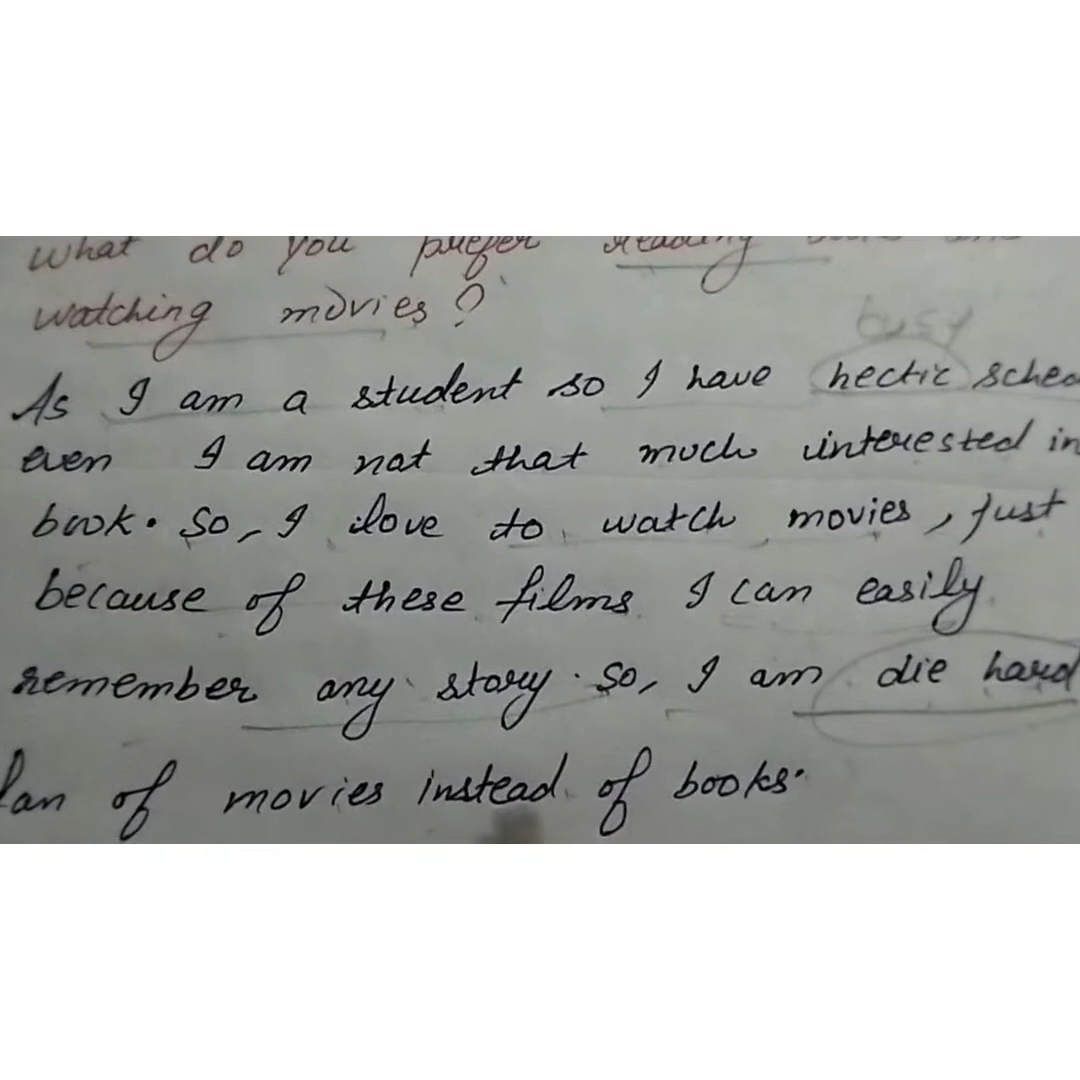 what do you prefer reading
watching movies?
busy
As I am a student so I have hectic
even I am not that much interested in
book. So, I love to watch movies, just
because of these films I can easily
remember any story. So, I am die hard
fan of movies instead of books.